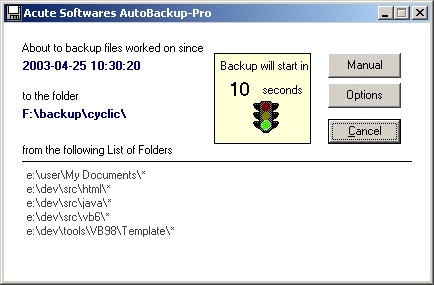 Acute Softwares AutoBackup-Pro
About to backup files worked on since
2003-04-25 10:30:20
to the folder
F:\backup\cyclic\
from the following List of Folders
Backup will start in
10 seconds
Manual
Options
Cancel
e:\user\My Documents\*
e:\dev\src\html\*
e:\dev\src\java\*
e:\dev\src\vb6\*
e:\dev\tools\VB98\Template\*